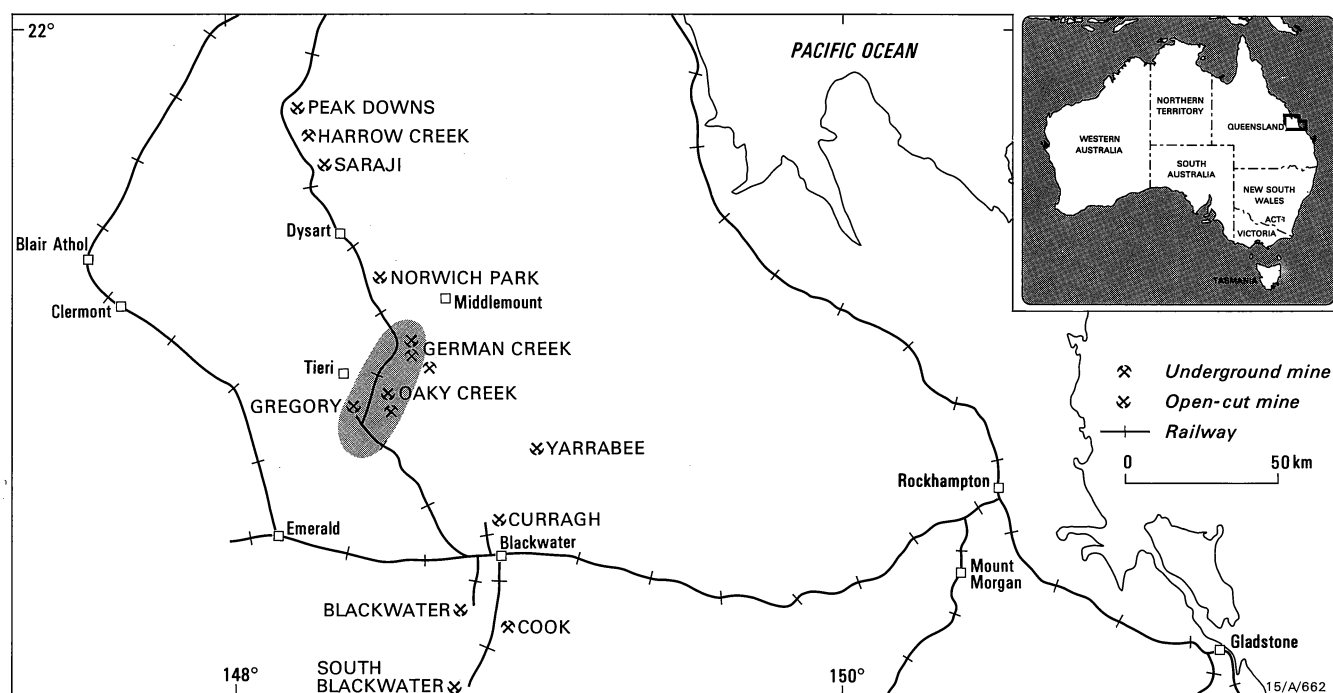 22°
PACIFIC OCEAN
NORTHERN
TERRITORY
QUEENSLAND
WESTERN
AUSTRALIA
SOUTH
AUSTRALIA
NEW SOUTH
WALES
ACT
VICTORIA
TASMANIA
PEAK DOWNS
HARROW CREEK
SARAJI
Dysart
Blair Athol
NORWICH PARK
Middlemount
Clermont
GERMAN CREEK
Tieri
OAKY CREEK
GREGORY
Underground mine
Open-cut mine
Railway
0 50 km
YARRABEE
Rockhampton
CURRAGH
Emerald
Blackwater
Mount
Morgan
BLACKWATER
COOK
Gladstone
148°
SOUTH
BLACKWATER
150°
15/A/662